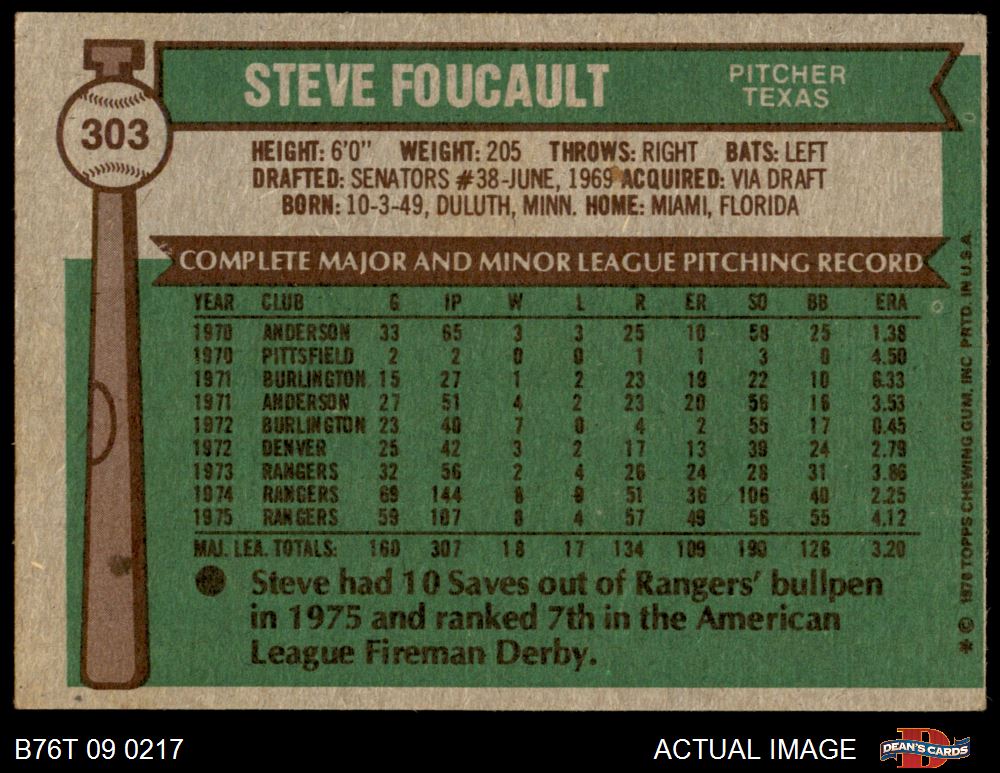 303
STEVE FOUCAULT
PITCHER
TEXAS
HEIGHT: 6'0" WEIGHT: 205 THROWS: RIGHT BATS: LEFT
DRAFTED: SENATORS #38-JUNE, 1969 ACQUIRED: VIA DRAFT
BORN: 10-3-49, DULUTH, MINN. HOME: MIAMI, FLORIDA
COMPLETE MAJOR AND MINOR LEAGUE PITCHING RECORD
YEAR CLUB G IP W L R ER SO BB ERA
1970 ANDERSON 33 65 3 3 25 10 58 25 1.38
1970 PITTSFIELD 2 2 0 0 1 1 3 0 4.50
1971 BURLINGTON 15 27 1 2 23 19 22 10 6.33
1971 ANDERSON 27 51 4 2 23 20 56 16 3.53
1972 BURLINGTON 23 40 7 0 4 2 55 17 0.45
1972 DENVER 25 42 3 2 17 13 39 24 2.79
1973 RANGERS 32 56 2 4 26 24 28 31 3.86
1974 RANGERS 69 144 8 9 51 36 106 40 2.25
1975 RANGERS 59 107 8 4 57 49 56 55 4.12
MAJ. LEA. TOTALS: 160 307 18 17 134 109 190 126 3.20
Steve had 10 Saves out of Rangers' bullpen
in 1975 and ranked 7th in the American
League Fireman Derby.
* © 1976 TOPPS CHEWING GUM, INC PRTD. IN U.S.A.
B76T 09 0217
ACTUAL IMAGE
B
DEAN'S CARDS